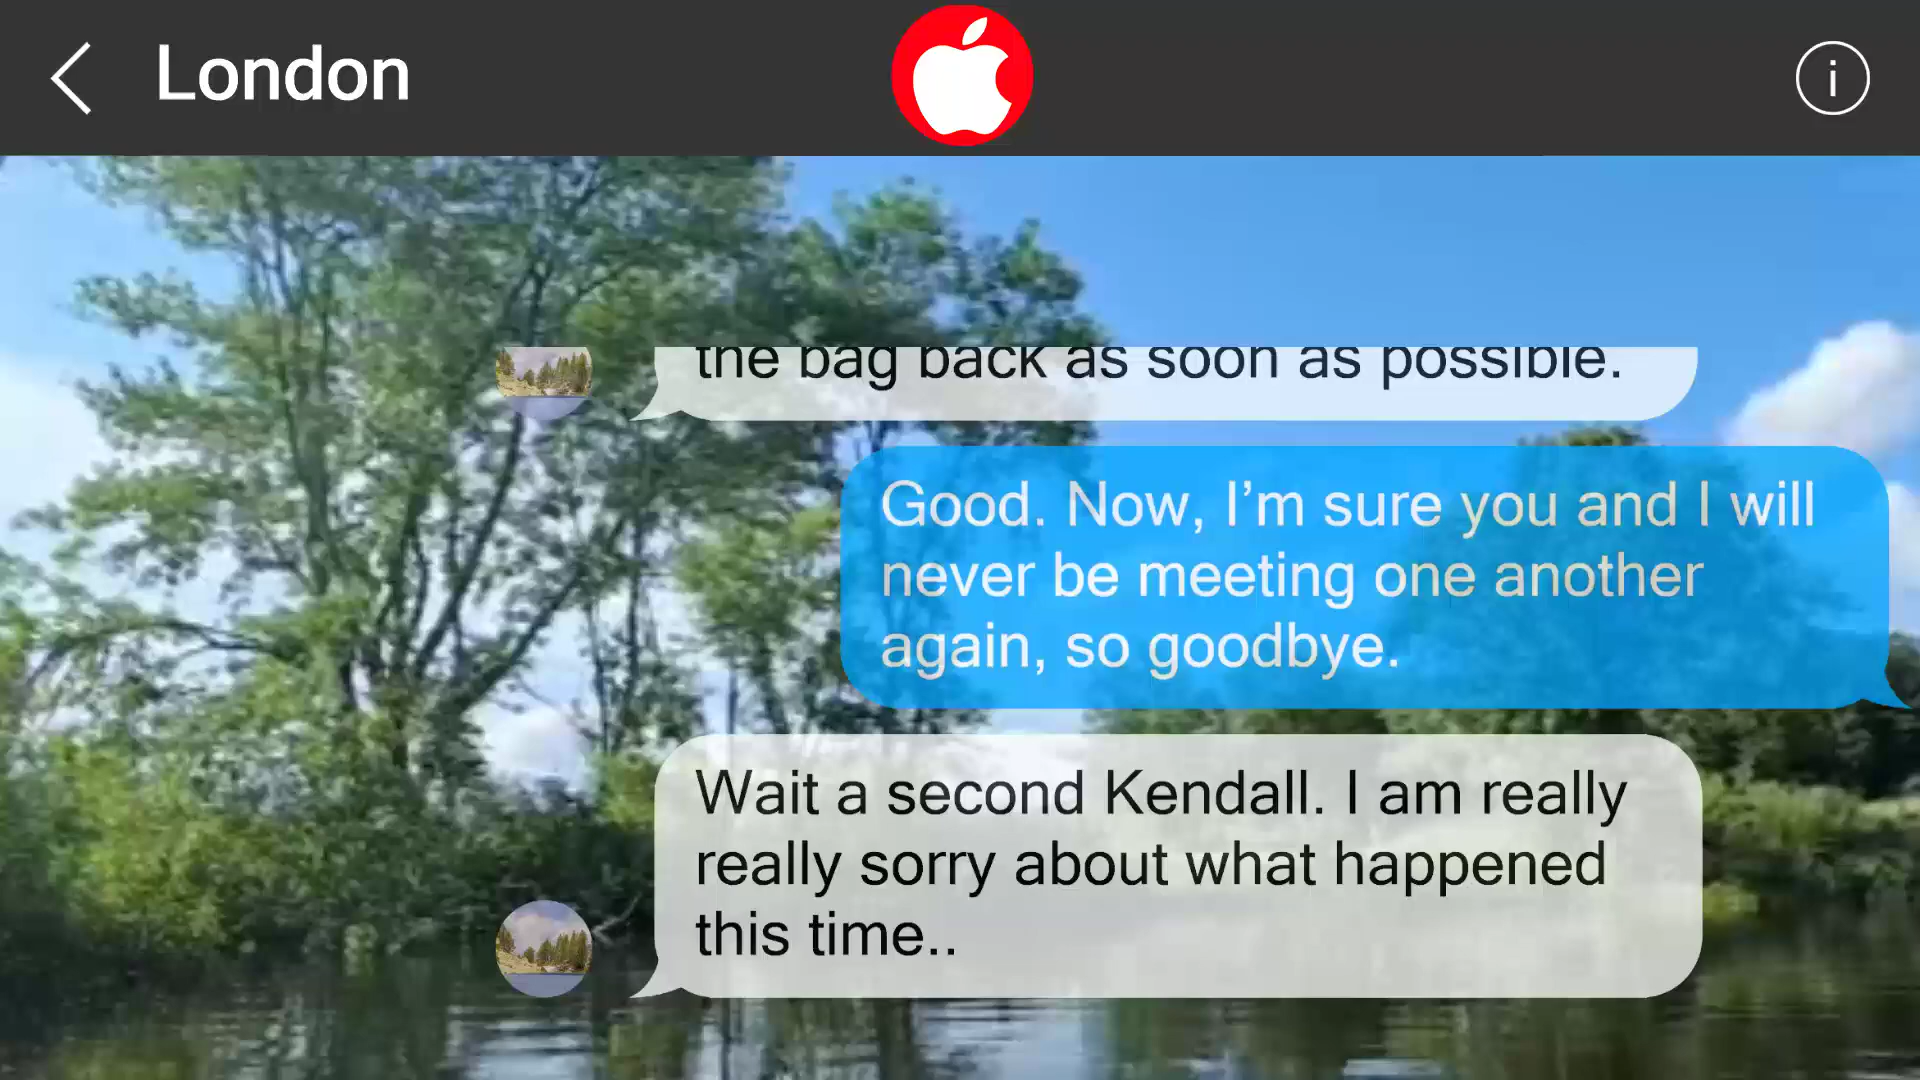 London
the bag back as soon as possible.
Good. Now, I’m sure you and I will
never be meeting one another
again, so goodbye.
Wait a second Kendall. I am really
really sorry about what happened
this time..